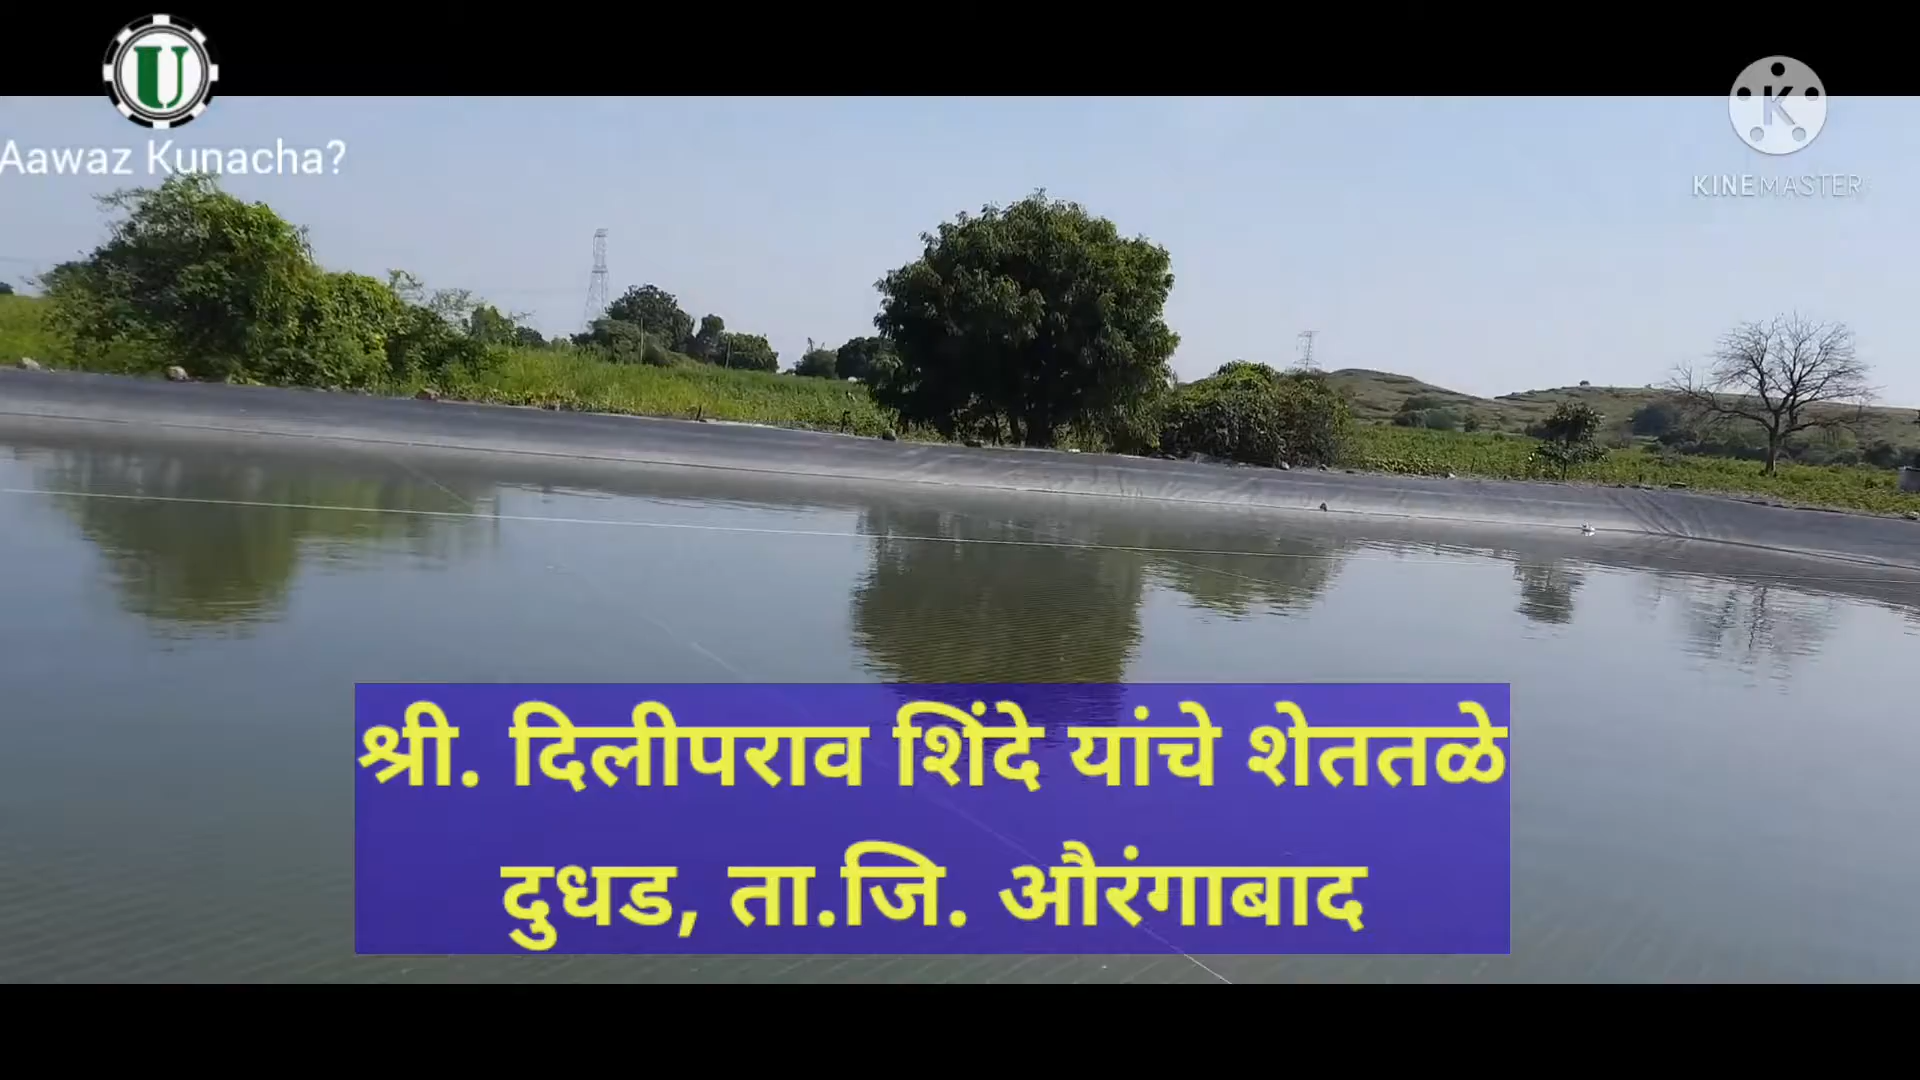 U
Aawaz Kunacha?
K
KINEMASTER
श्री. दिलीपराव शिंदे यांचे शेततळे
दुधड, ता.जि. औरंगाबाद